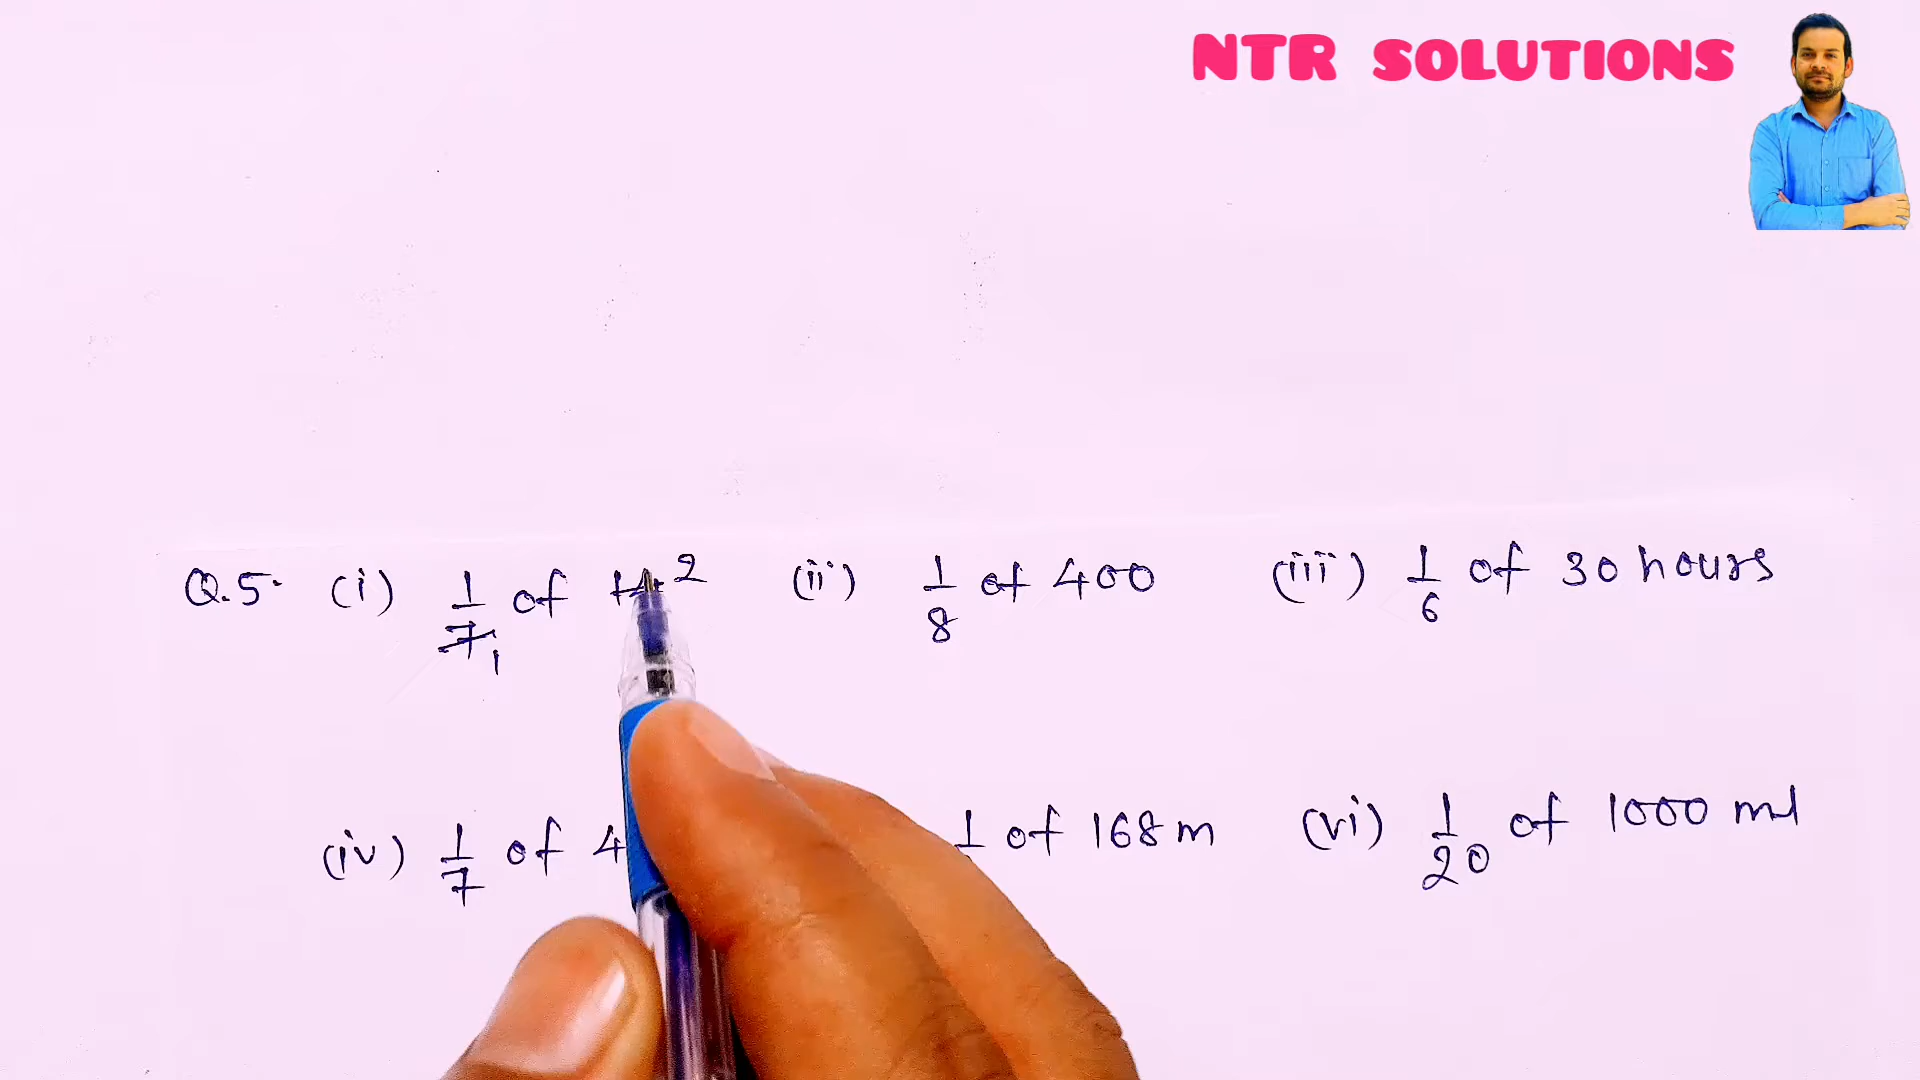 NTR SOLUTIONS
Q.5. (i) 1/7 1 of 14 2 (ii) 1/8 of 400 (iii) 1/6 of 30 hours
(iv) 1/7 of 4 of 168 m (vi) 1/20 of 1000 ml